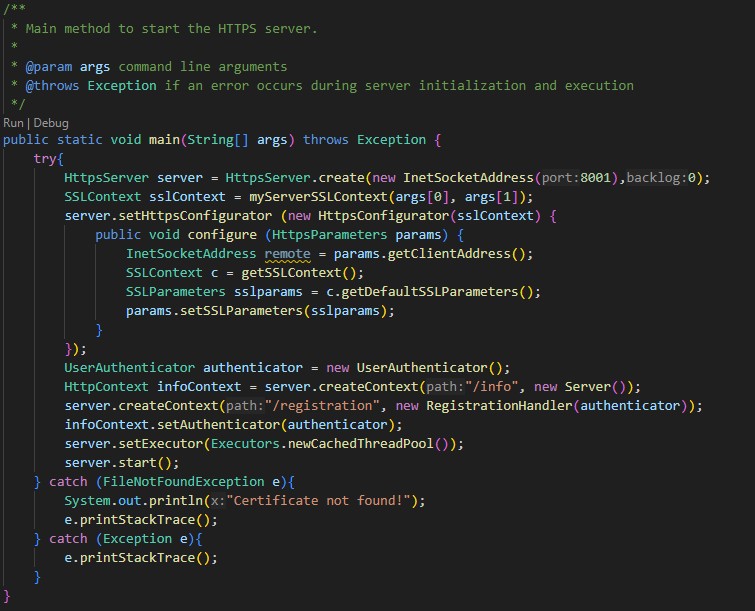 /**
 * Main method to start the HTTPS server.
 *
 * @param args command line arguments
 * @throws Exception if an error occurs during server initialization and execution
 */
Run | Debug
public static void main(String[] args) throws Exception {
    try{
        HttpsServer server = HttpsServer.create(new InetSocketAddress(port:8001),backlog:0);
        SSLContext sslContext = myServerSSLContext(args[0], args[1]);
        server.setHttpsConfigurator (new HttpsConfigurator(sslContext) {
            public void configure (HttpsParameters params) {
                InetSocketAddress remote = params.getClientAddress();
                SSLContext c = getSSLContext();
                SSLParameters sslparams = c.getDefaultSSLParameters();
                params.setSSLParameters(sslparams);
            }
        });
        UserAuthenticator authenticator = new UserAuthenticator();
        HttpContext infoContext = server.createContext(path:"/info", new Server());
        server.createContext(path:"/registration", new RegistrationHandler(authenticator));
        infoContext.setAuthenticator(authenticator);
        server.setExecutor(Executors.newCachedThreadPool());
        server.start();
    } catch (FileNotFoundException e){
        System.out.println(x:"Certificate not found!");
        e.printStackTrace();
    } catch (Exception e){
        e.printStackTrace();
    }
}